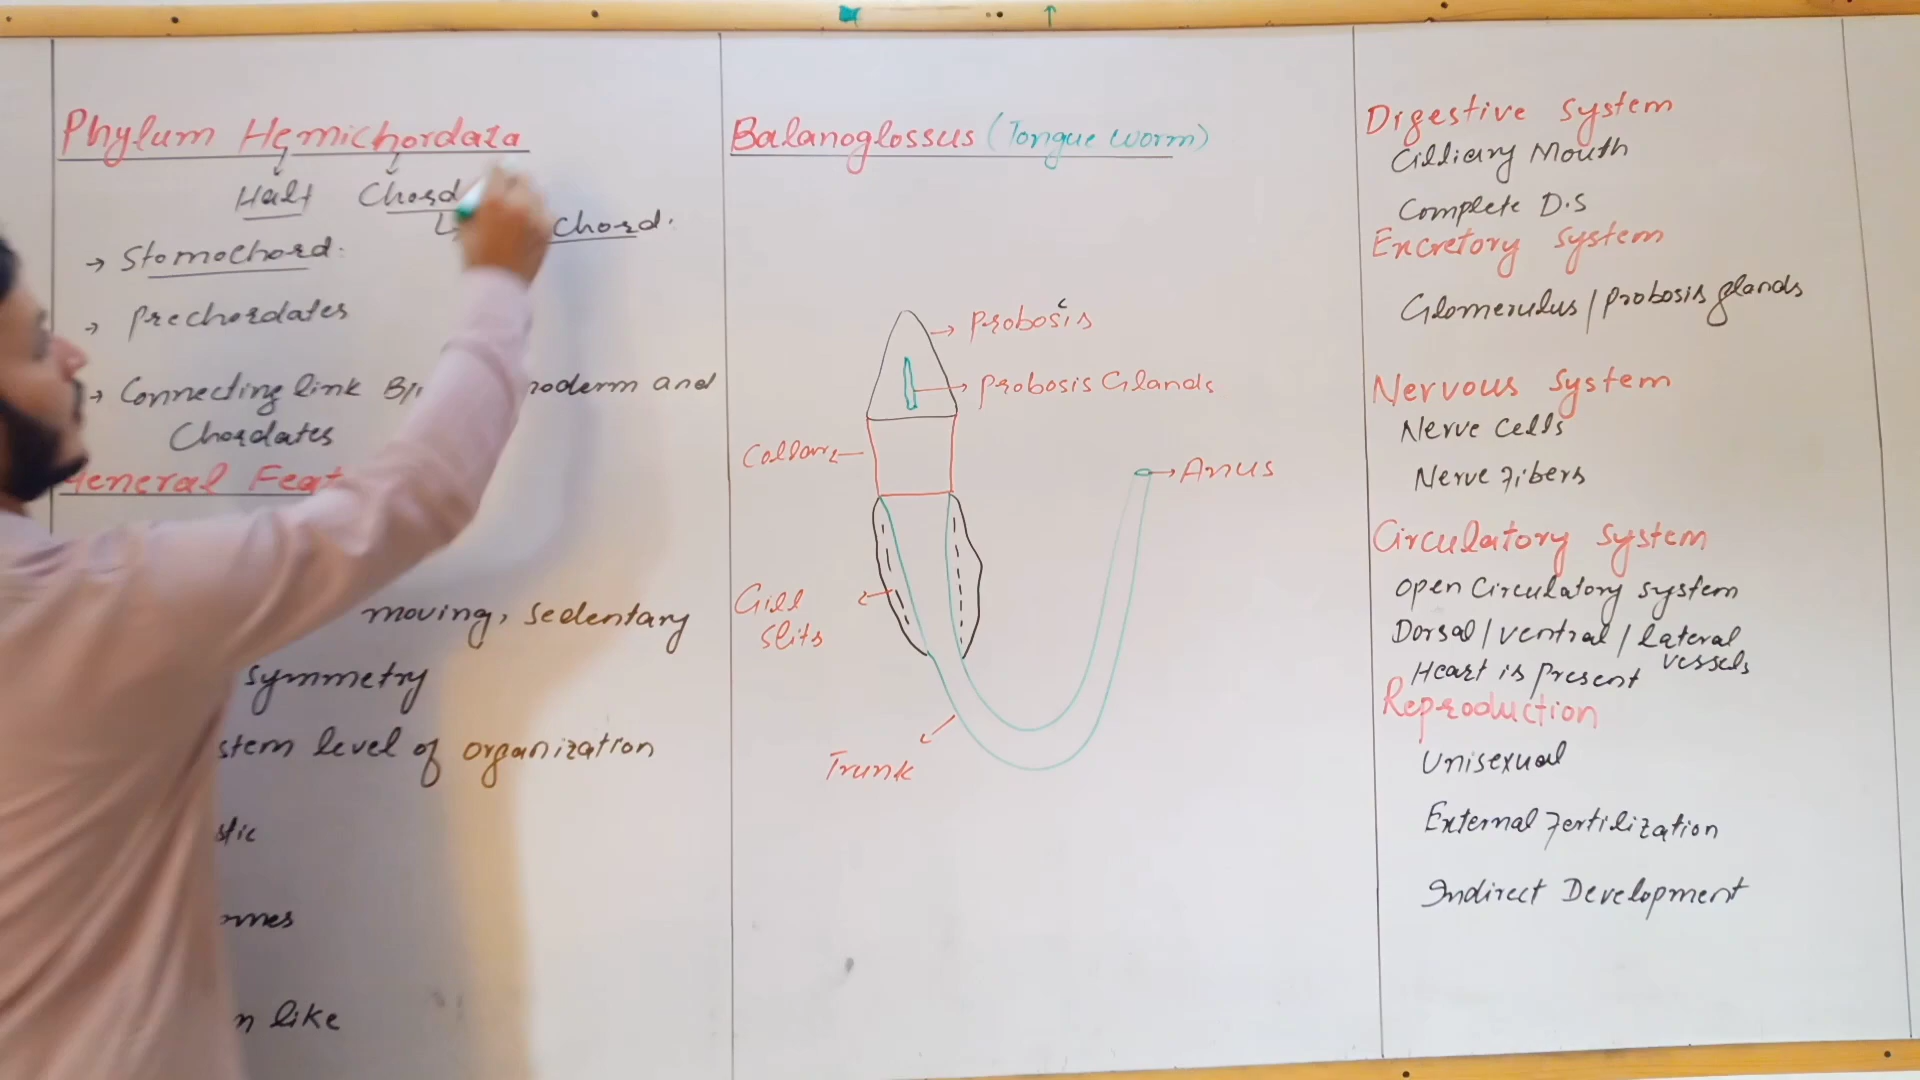 Phylum Hemichordata
Half Chord
Chord.
→ Stomochord.
→ Prechordates
→ Connecting link and
Chordates
General
moving, sedentary
symmetry
level of organization
like
Balanoglossus (Tongue worm)
Probosis
c
Probosis Glands
Collar
Anus
Gill
Slits
Trunk
Digestive System
Cilliary Mouth
Complete D.S
Excretory System
Glomerulus / Probosis glands
Nervous System
Nerve Cells
Nerve Fibers
Circulatory System
Open Circulatory system
Dorsal / ventral / lateral
vessels
Heart is present
Reproduction
Unisexual
External Fertilization
Indirect Development